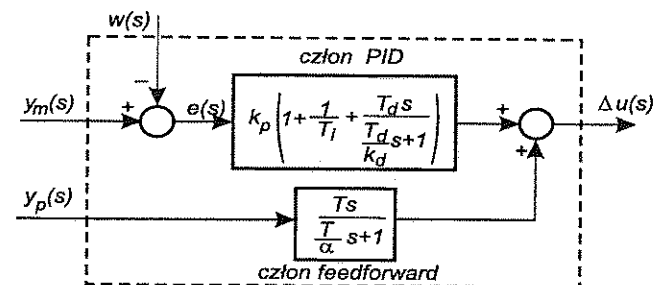 w(s)
człon PID
−
y_m(s)
+
e(s)
k_p(1+ 1/T_i + T_d s/(T_d/k_d s+1))
+
Δu(s)
+
y_p(s)
Ts/(T/α s+1)
człon feedforward